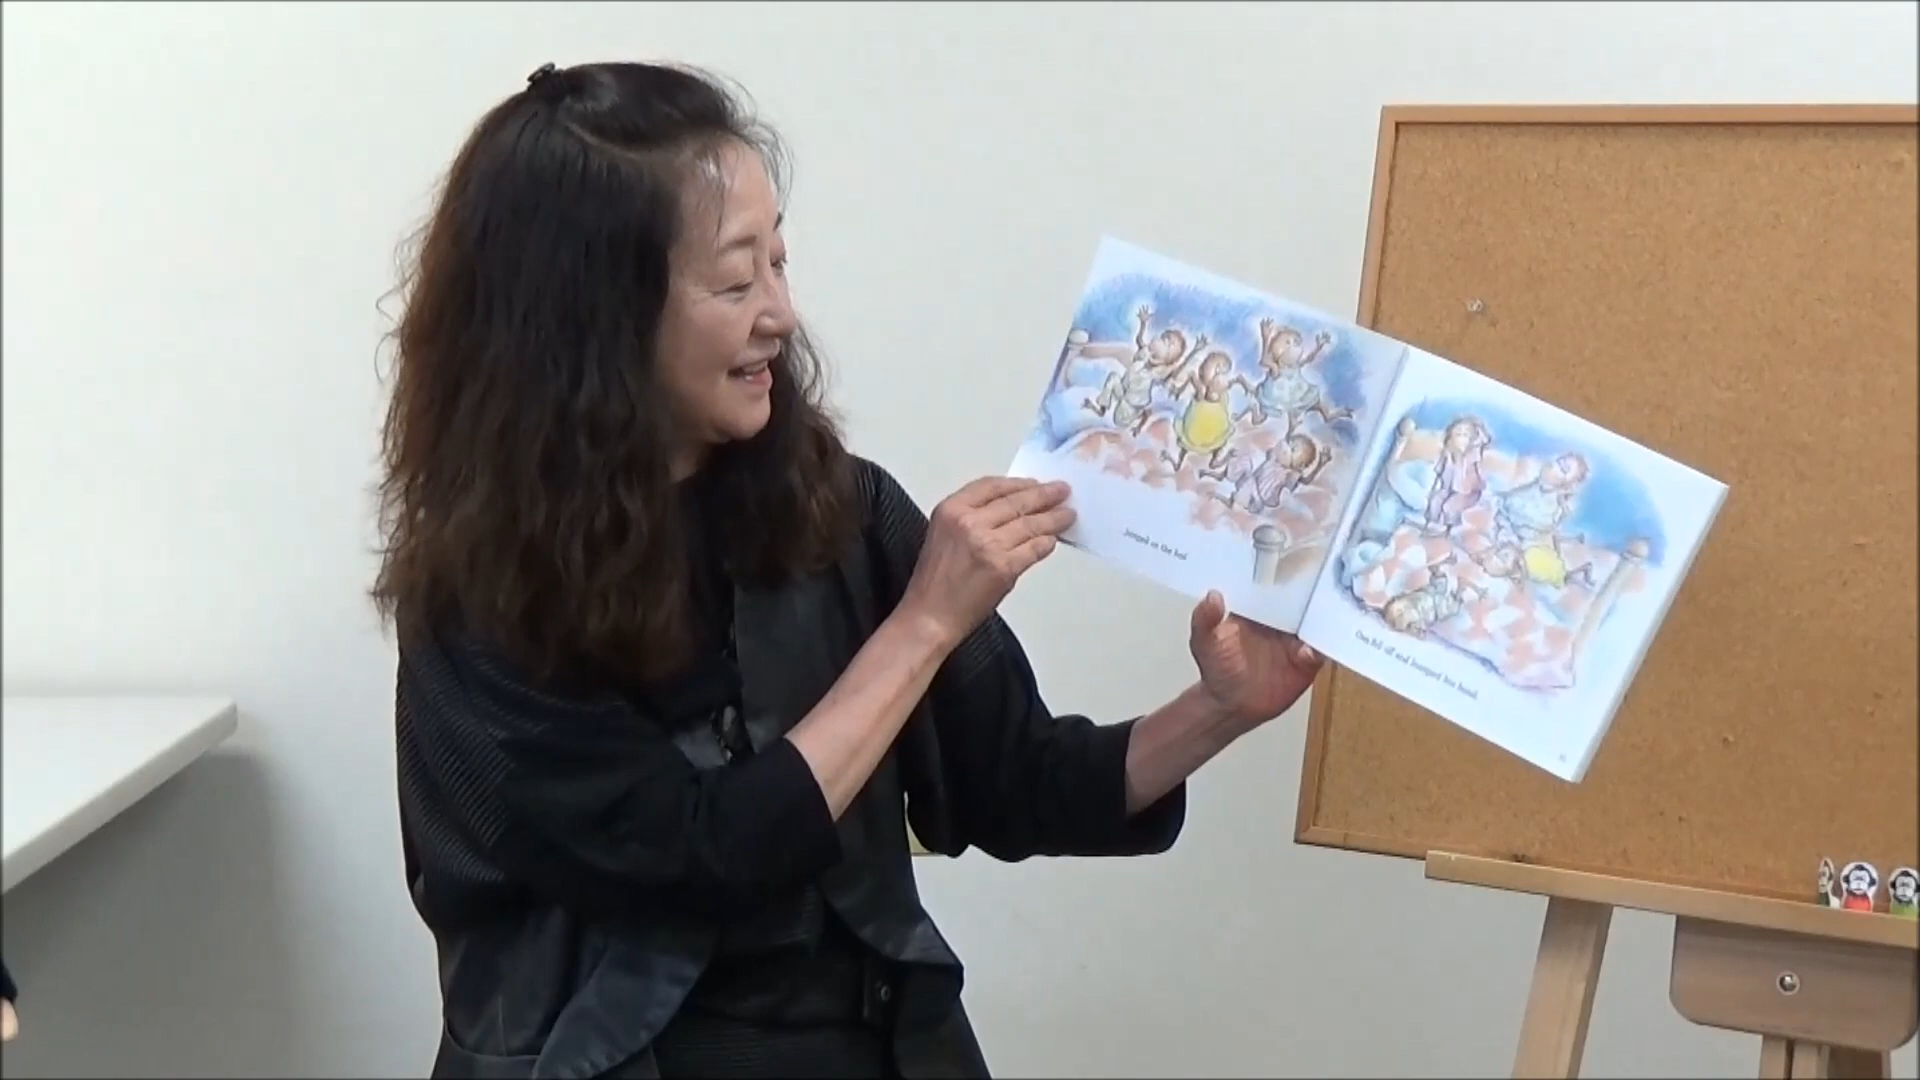 ...jumped on the bed.
One fell off and bumped his head.